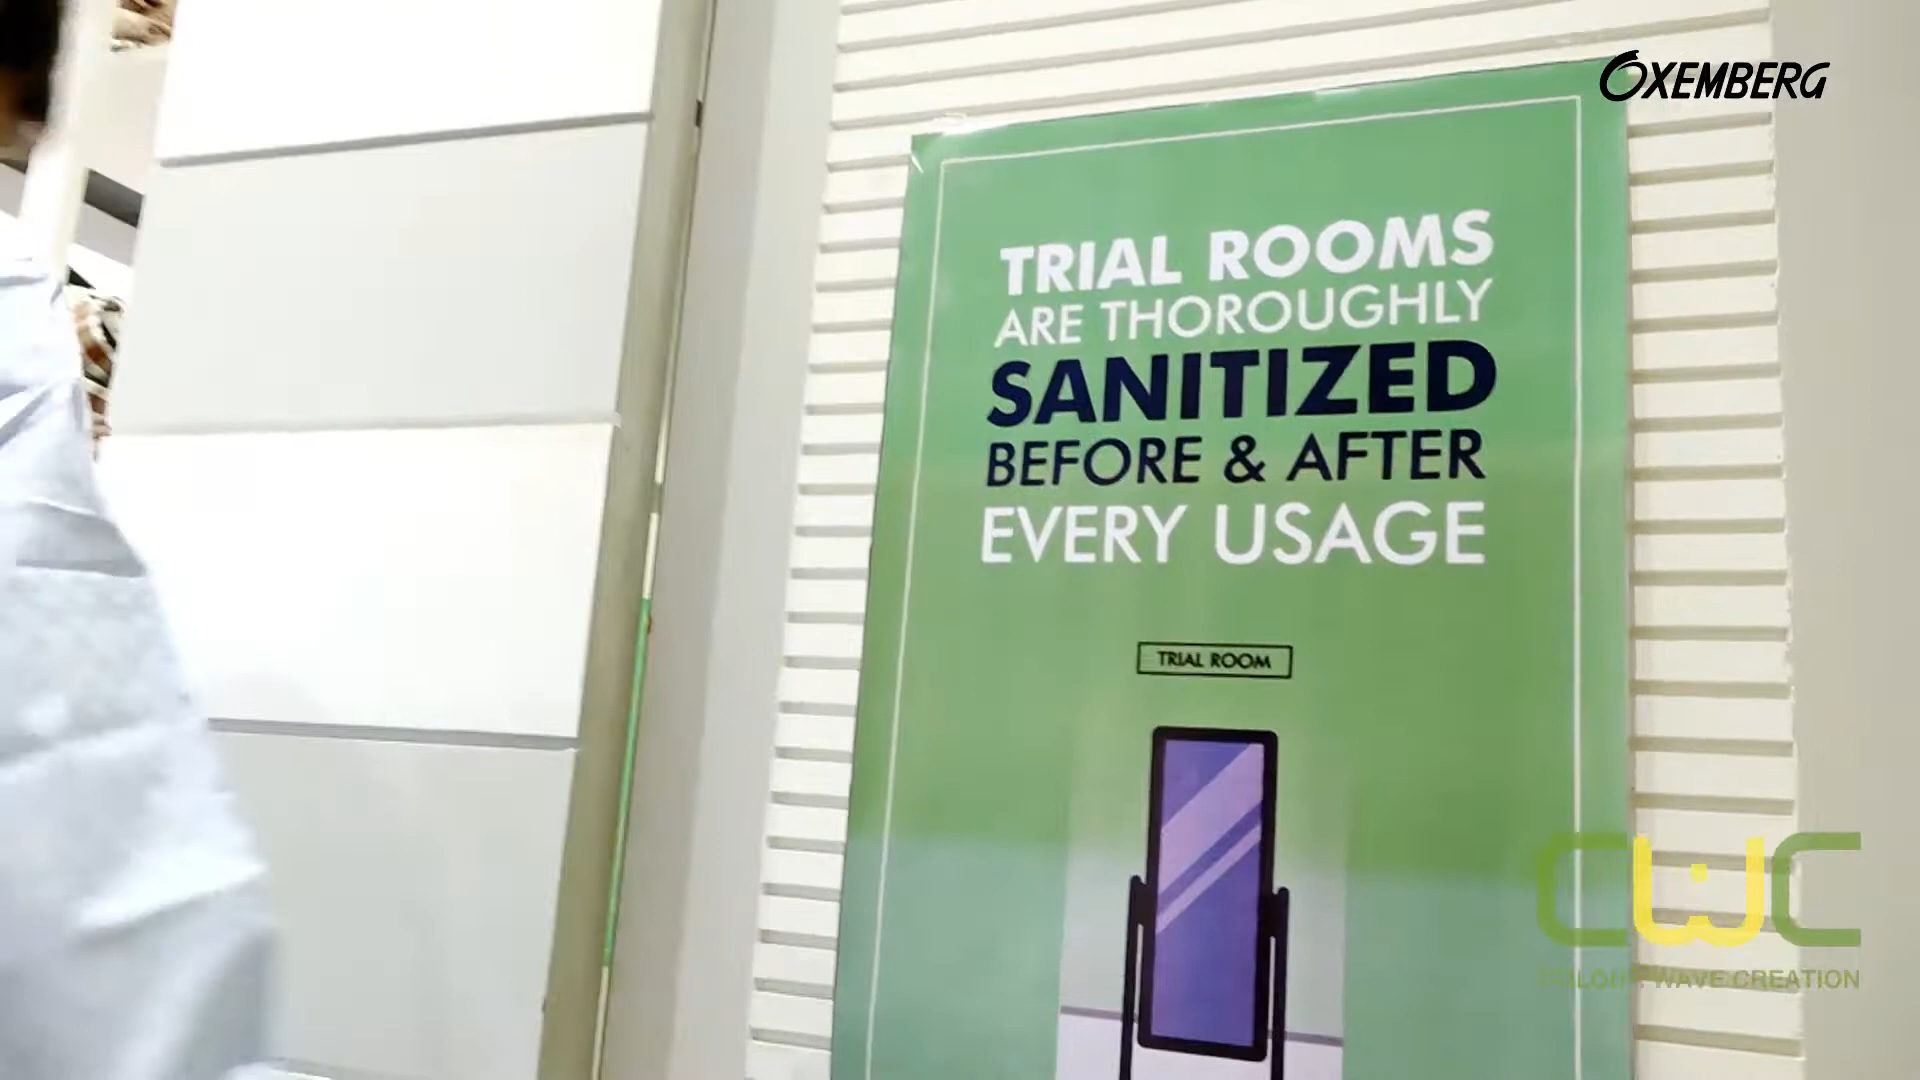 OXEMBERG
TRIAL ROOMS
ARE THOROUGHLY
SANITIZED
BEFORE & AFTER
EVERY USAGE
TRIAL ROOM
CWC
WAVE CREATION